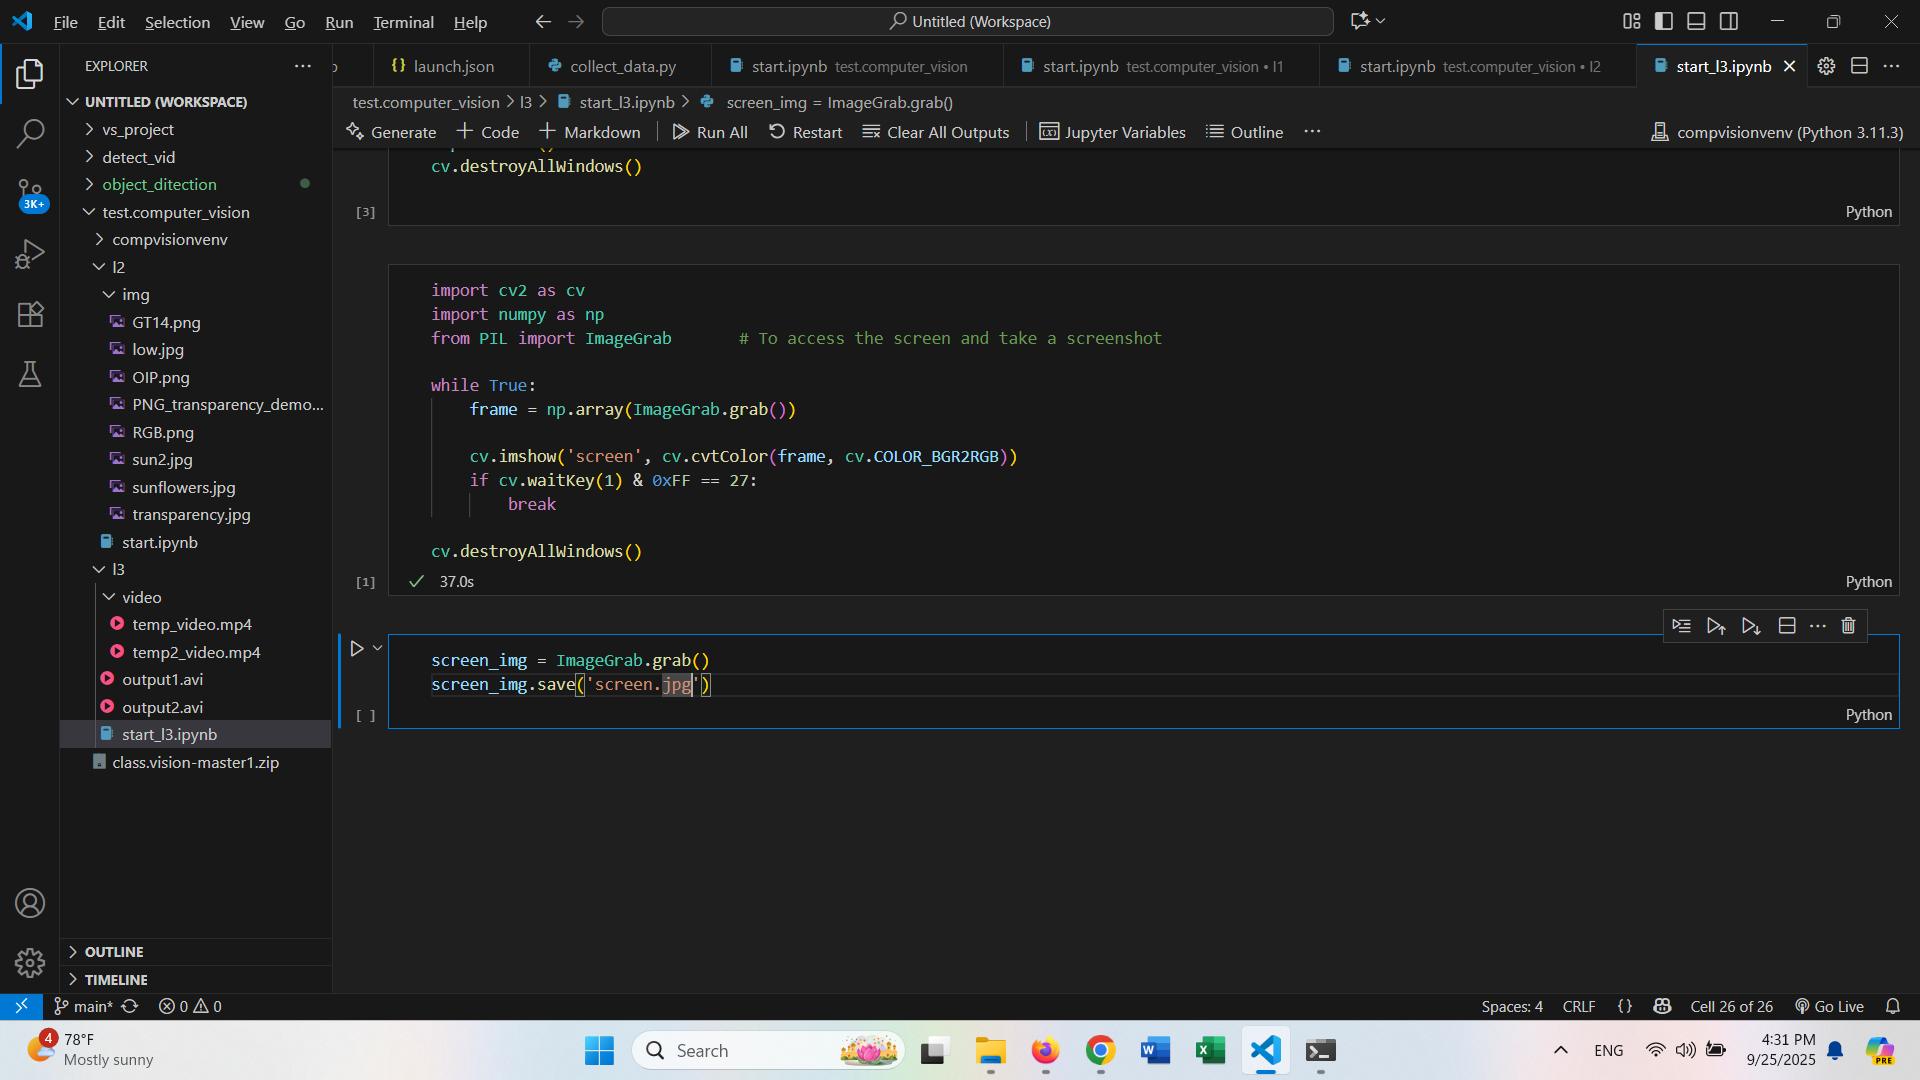 File Edit Selection View Go Run Terminal Help
Untitled (Workspace)
EXPLORER
launch.json
collect_data.py
start.ipynb test.computer_vision
start.ipynb test.computer_vision • l1
start.ipynb test.computer_vision • l2
start_l3.ipynb
UNTITLED (WORKSPACE)
test.computer_vision > l3 > start_l3.ipynb > screen_img = ImageGrab.grab()
Generate + Code + Markdown Run All Restart Clear All Outputs Jupyter Variables Outline ...
compvisionvenv (Python 3.11.3)
vs_project
detect_vid
object_ditection
test.computer_vision
compvisionvenv
l2
img
GT14.png
low.jpg
OIP.png
PNG_transparency_demo...
RGB.png
sun2.jpg
sunflowers.jpg
transparency.jpg
start.ipynb
l3
video
temp_video.mp4
temp2_video.mp4
output1.avi
output2.avi
start_l3.ipynb
class.vision-master1.zip
OUTLINE
TIMELINE
3K+
cv.destroyAllWindows()
[3]
Python
import cv2 as cv
import numpy as np
from PIL import ImageGrab # To access the screen and take a screenshot
while True:
frame = np.array(ImageGrab.grab())
cv.imshow('screen', cv.cvtColor(frame, cv.COLOR_BGR2RGB))
if cv.waitKey(1) & 0xFF == 27:
break
cv.destroyAllWindows()
[1]
37.0s
Python
screen_img = ImageGrab.grab()
screen_img.save('screen.jpg')
[ ]
Python
main*
0 0
Spaces: 4 CRLF {} Cell 26 of 26 Go Live
4
78°F
Mostly sunny
Search
ENG
4:31 PM
9/25/2025
PRE